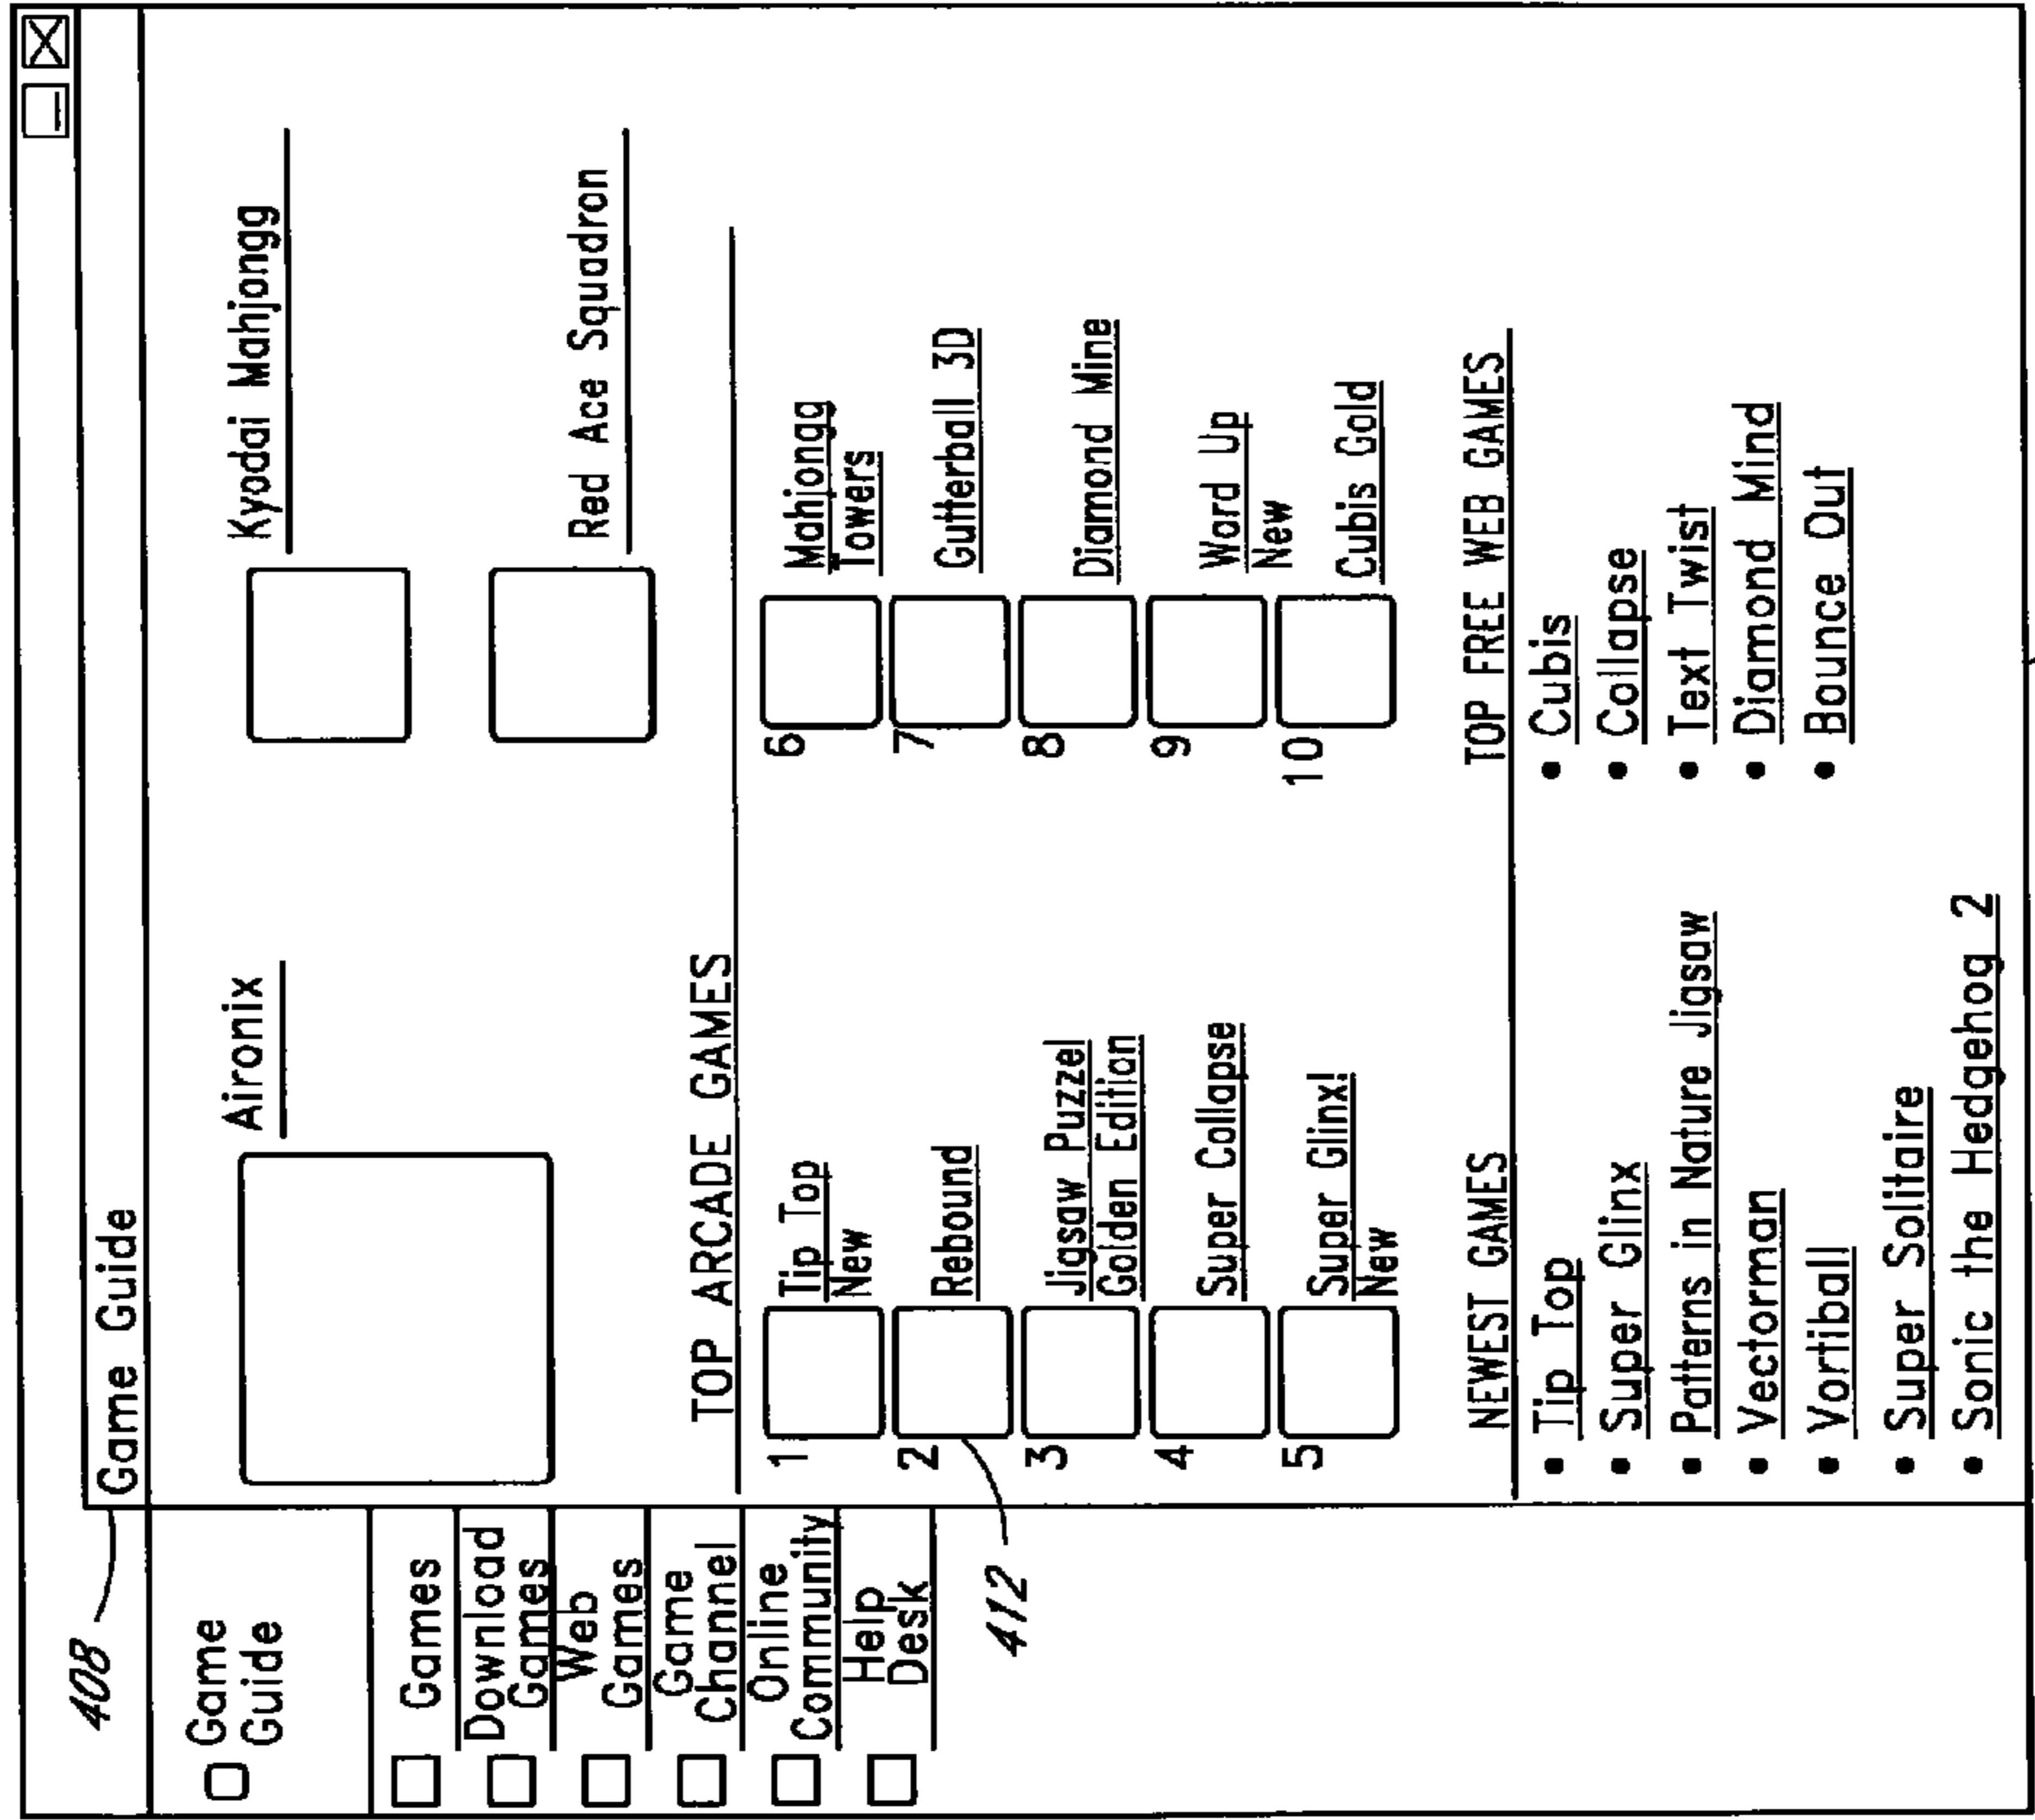 408
Game Guide
Game
Guide
Games
Download
Games
Web
Games
Game
Channel
Online
Community
Help
Desk
412
Aironix
Kyodai Mahjongg
Red Ace Squadron
TOP ARCADE GAMES
1 Tip Top
New
2 Rebound
3 Jigsaw Puzzel
Golden Edition
4 Super Collapse
5 Super Glinx!
New
6 Mahjongg
Towers
7 Gutterball 3D
8 Diamond Mine
9 Word Up
New
10 Cubis Gold
NEWEST GAMES
• Tip Top
• Super Glinx
• Patterns in Nature Jigsaw
• Vectorman
• Vortiball
• Super Solitaire
• Sonic the Hedgehog 2
TOP FREE WEB GAMES
• Cubis
• Collapse
• Text Twist
• Diamond Mind
• Bounce Out